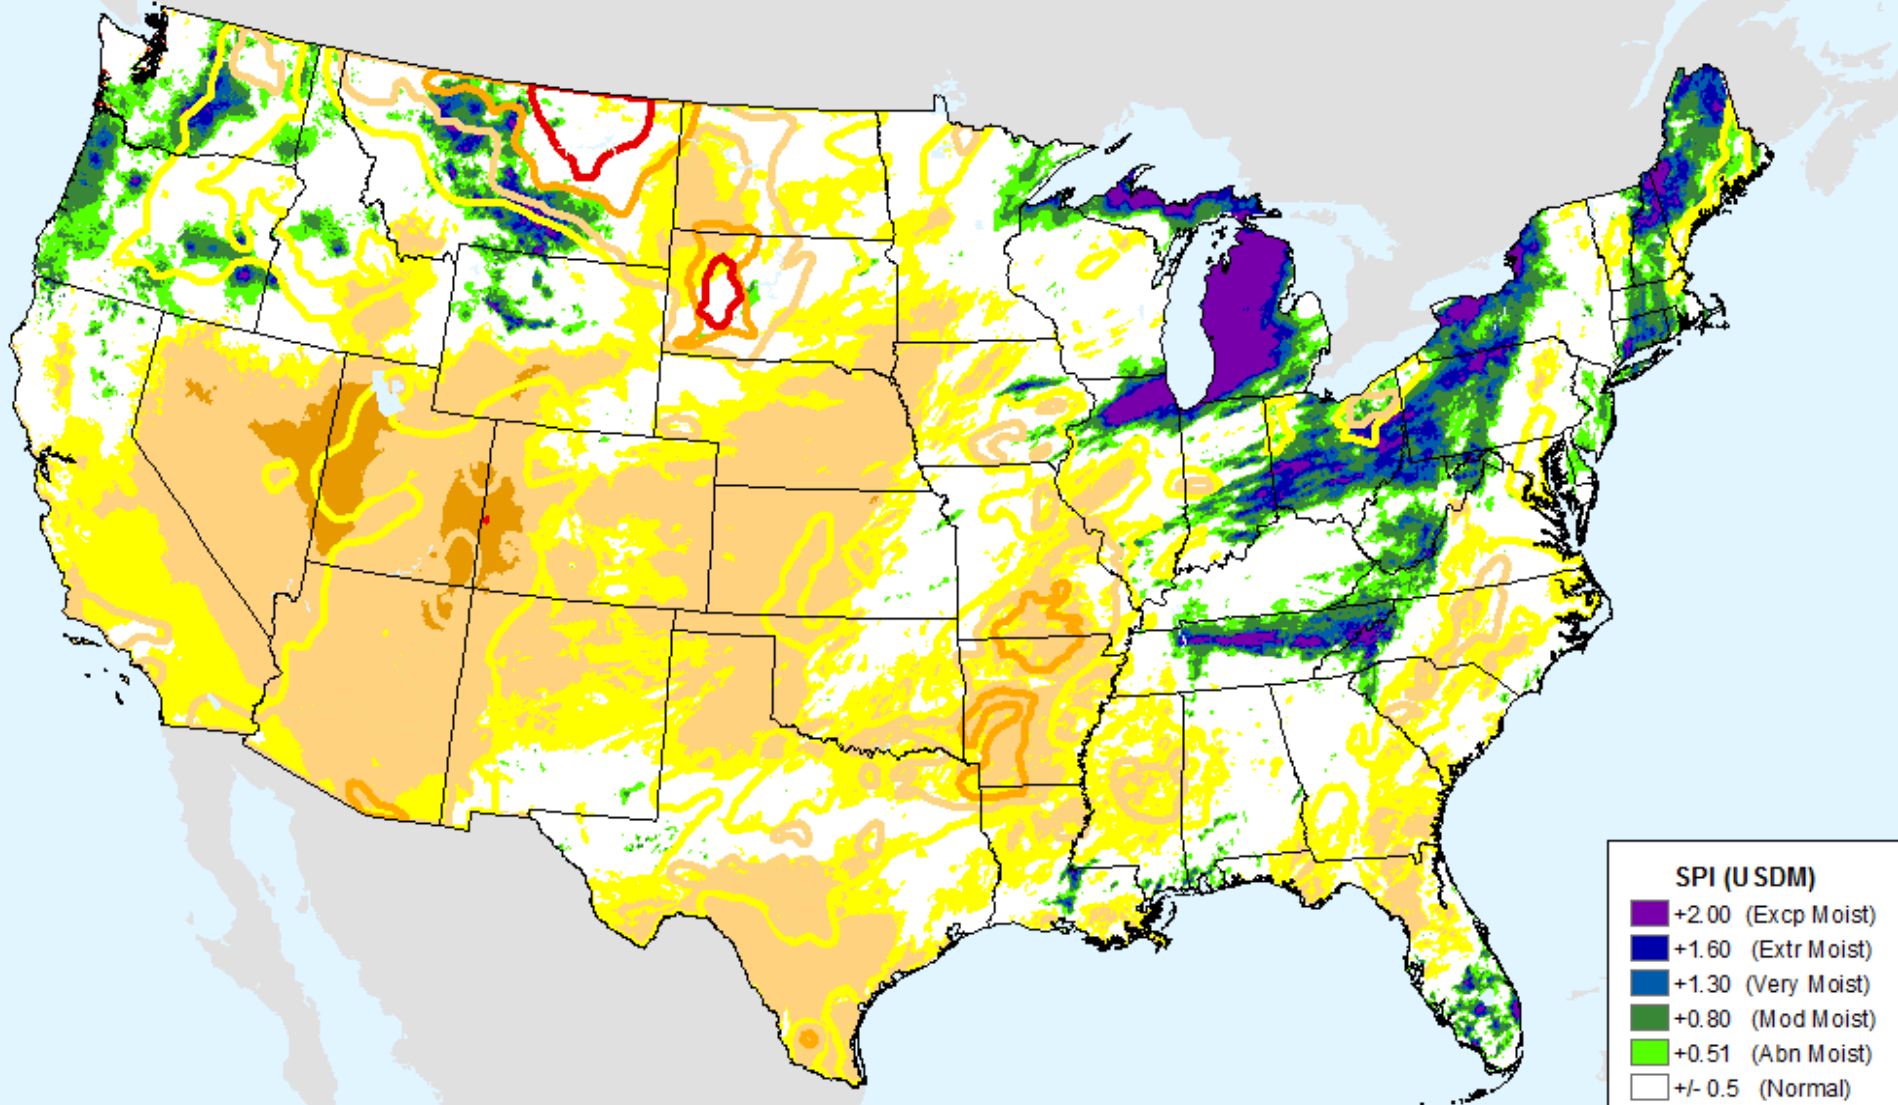 SPI (USDM)
+2.00 (Excp Moist)
+1.60 (Extr Moist)
+1.30 (Very Moist)
+0.80 (Mod Moist)
+0.51 (Abn Moist)
+/- 0.5 (Normal)